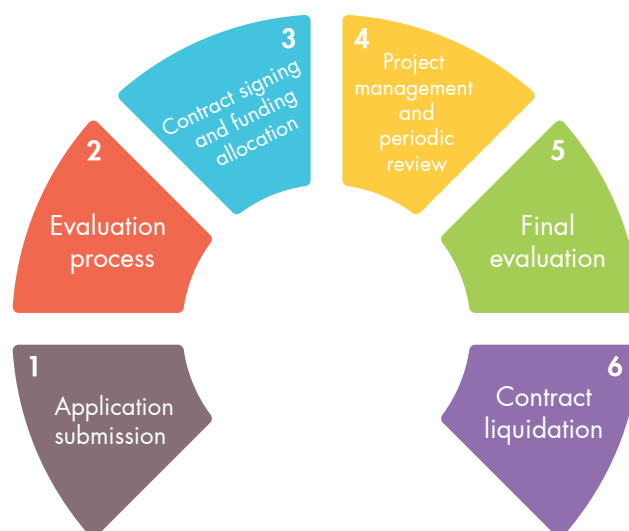 1
Application
submission
2
Evaluation
process
3
Contract signing
and funding
allocation
4
Project
management
and
periodic
review
5
Final
evaluation
6
Contract
liquidation